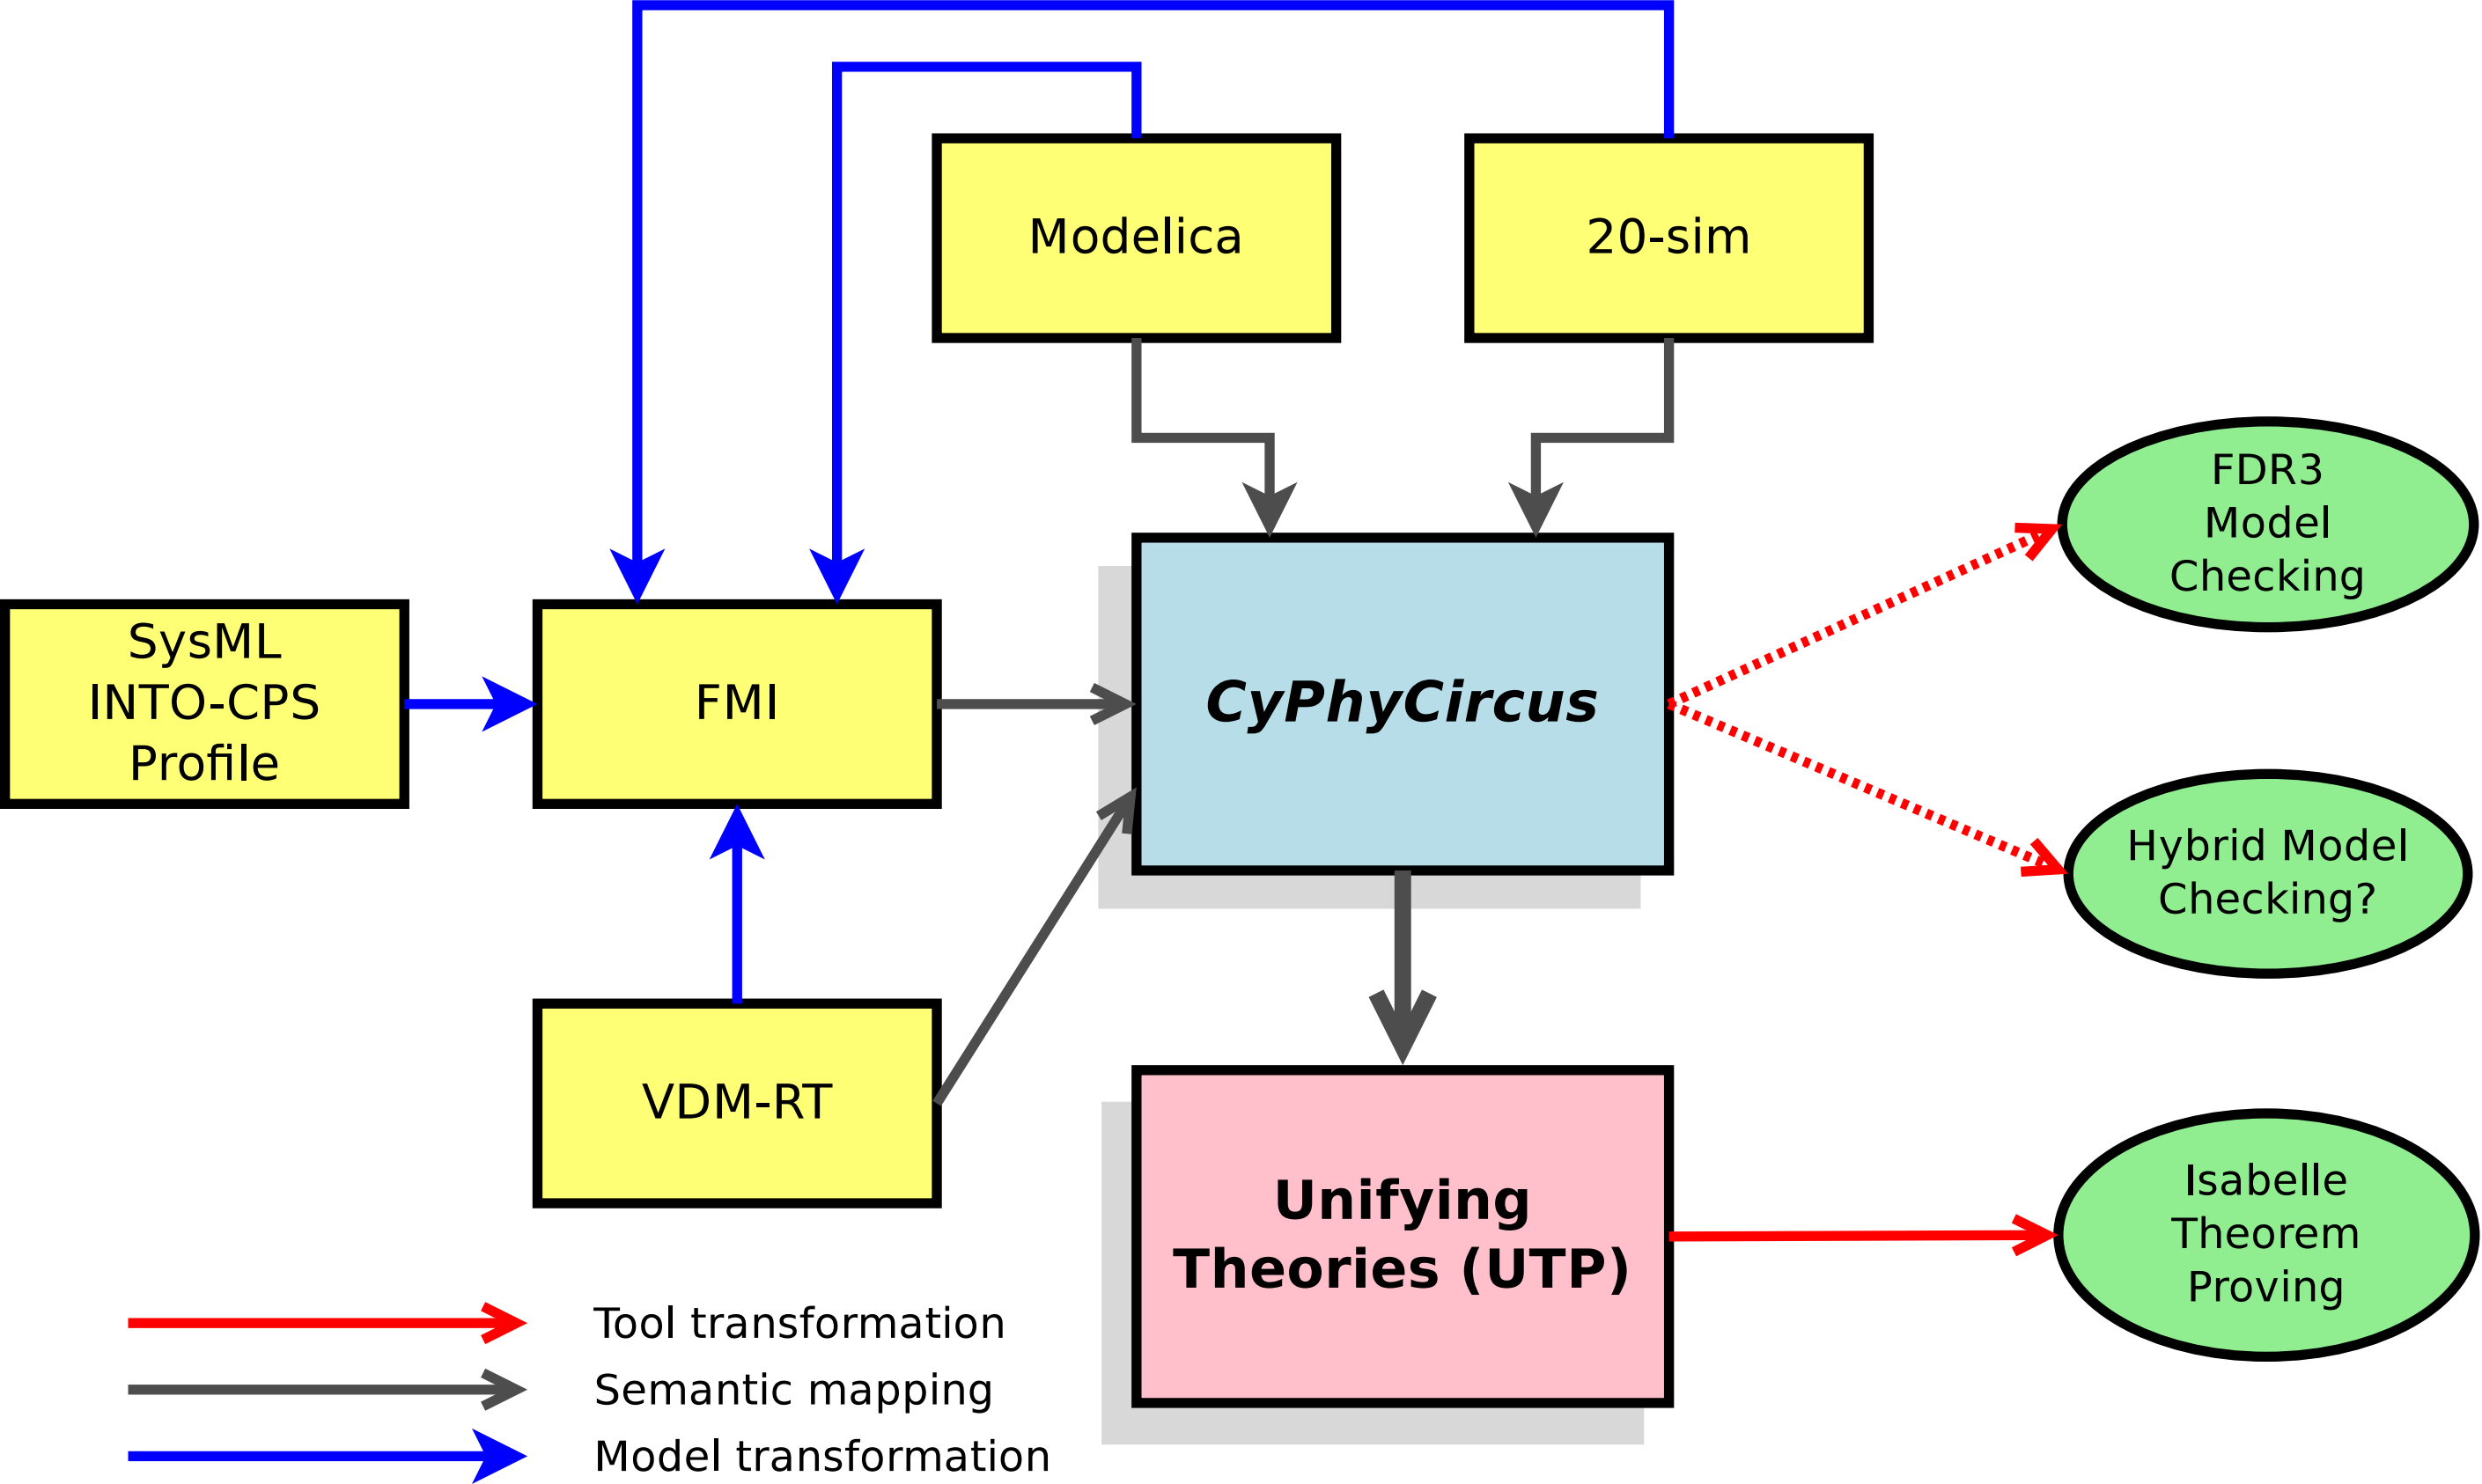 Modelica
20-sim
FDR3
Model
Checking
SysML
INTO-CPS
Profile
FMI
CyPhyCircus
Hybrid Model
Checking?
VDM-RT
Unifying
Theories (UTP)
Isabelle
Theorem
Proving
Tool transformation
Semantic mapping
Model transformation